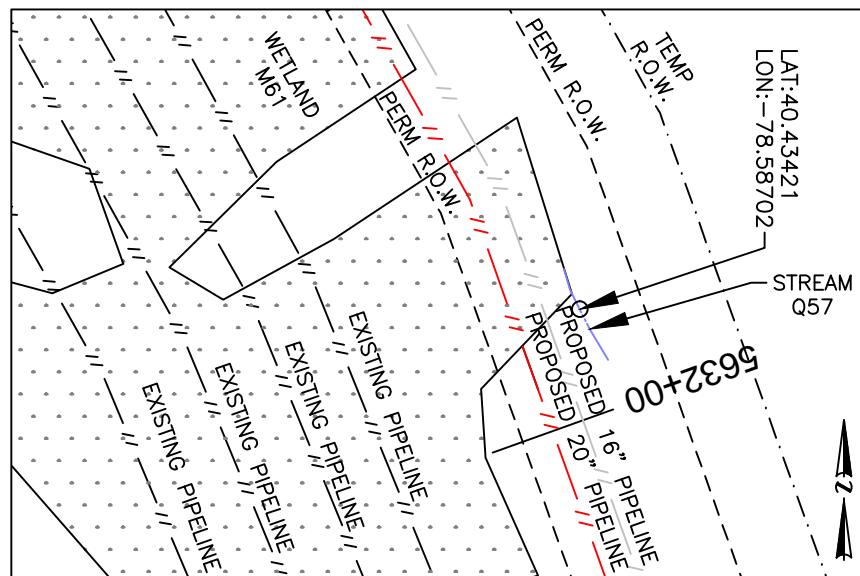 WETLAND
M61
PERM R.O.W.
PERM R.O.W.
TEMP
R.O.W.
LAT:40.43421
LON:-78.58702
STREAM
Q57
5632+00
PROPOSED 16" PIPELINE
PROPOSED 20" PIPELINE
EXISTING PIPELINE
EXISTING PIPELINE
EXISTING PIPELINE
EXISTING PIPELINE
N